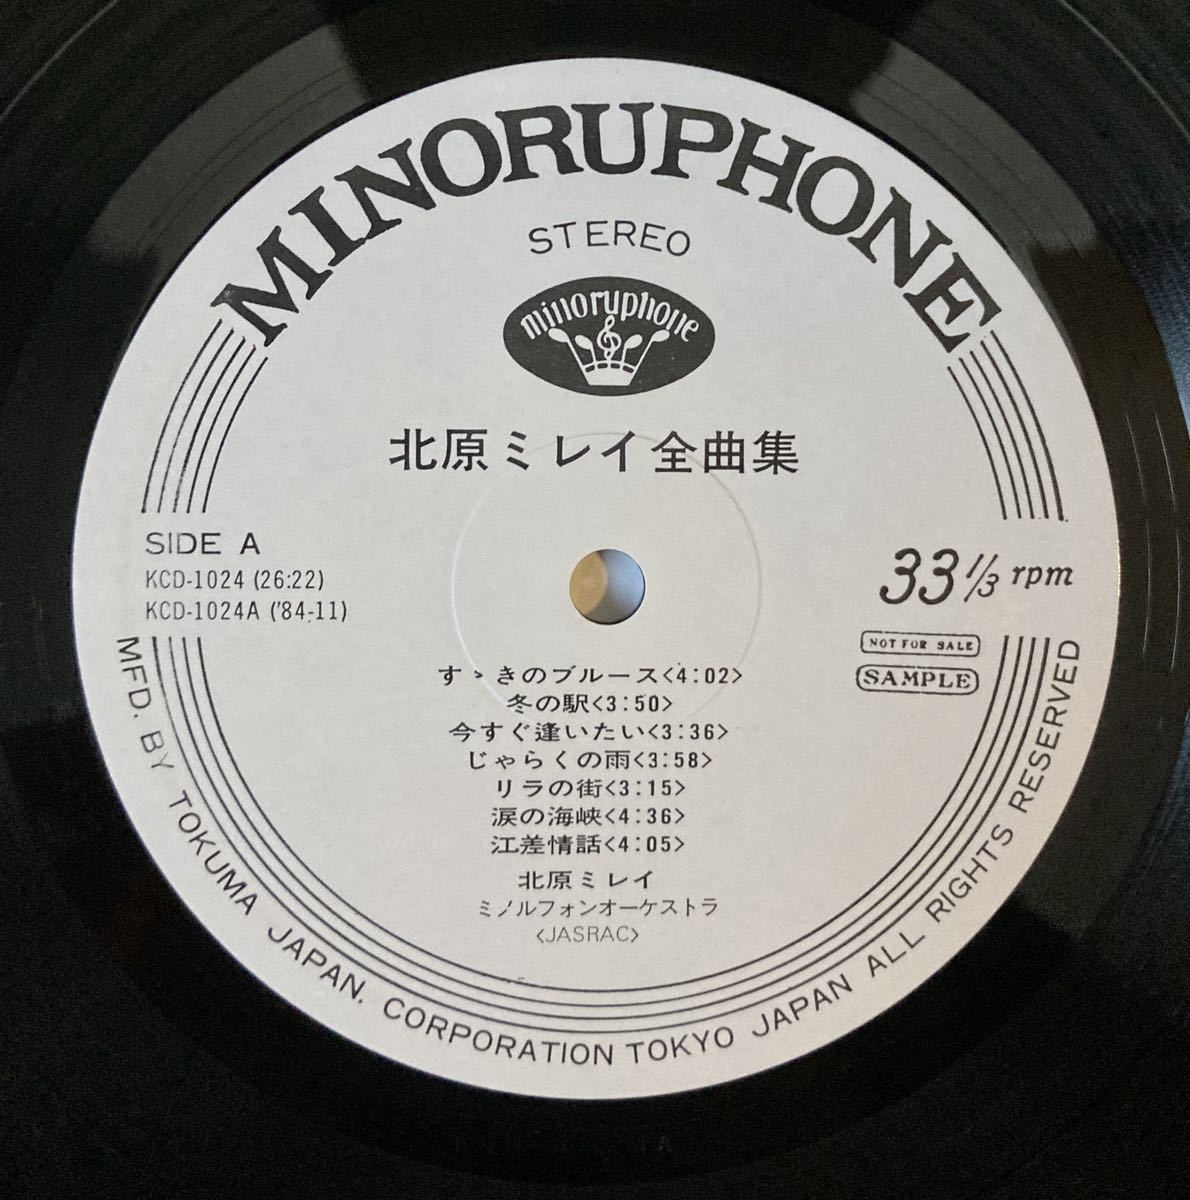 MINORUPHONE
STEREO
minoruphone
北原ミレイ全曲集
SIDE A
KCD-1024 (26:22)
KCD-1024A ('84-11)
33 1/3 rpm
NOT FOR SALE
SAMPLE
すゝきのブルース<4:02>
冬の駅<3:50>
今すぐ逢いたい<3:36>
じゃらくの雨<3:58>
リラの街<3:15>
涙の海峡<4:36>
江差情話<4:05>
北原ミレイ
ミノルフォンオーケストラ
<JASRAC>
MFD. BY TOKUMA JAPAN. CORPORATION TOKYO JAPAN ALL RIGHTS RESERVED